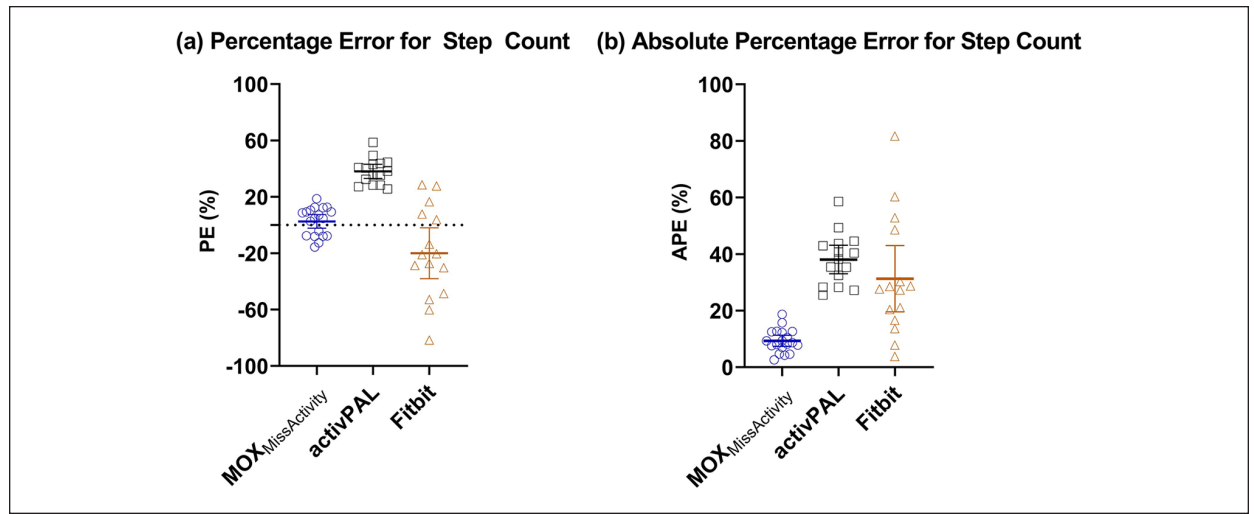 (a) Percentage Error for Step Count
(b) Absolute Percentage Error for Step Count
PE (%)
100
60
20
-20
-60
-100
MOXMissActivity
activPAL
Fitbit
APE (%)
100
80
60
40
20
0
MOXMissActivity
activPAL
Fitbit